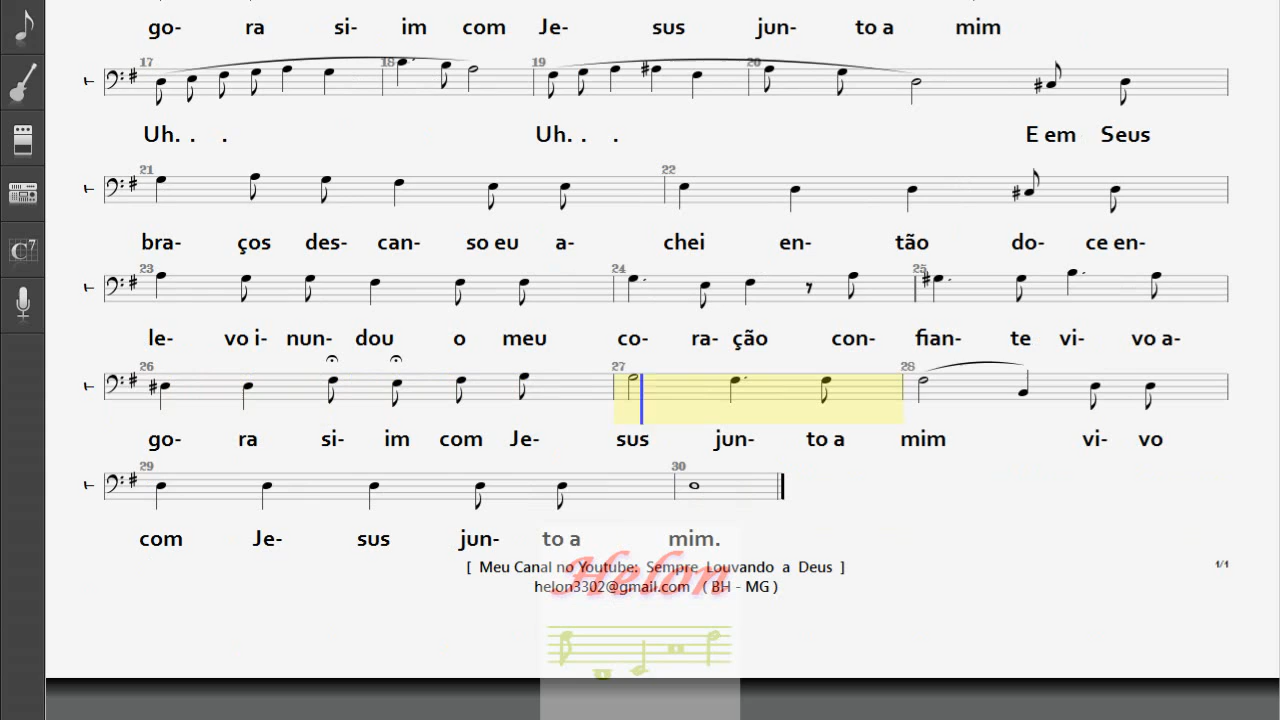 go- ra si- im com Je- sus jun- to a mim
17 18 19 20
Uh. . . Uh. . . E em Seus
21 22
bra- ços des- can- so eu a- chei en- tão do- ce en-
23 24 25
le- vo i- nun- dou o meu co- ra- ção con- fian- te vi- vo a-
26 27 28
go- ra si- im com Je- sus jun- to a mim vi- vo
29 30
com Je- sus jun- to a mim.
[ Meu Canal no Youtube: Sempre Louvando a Deus ] 1/1
helon3302@gmail.com ( BH - MG )
Helon
C7